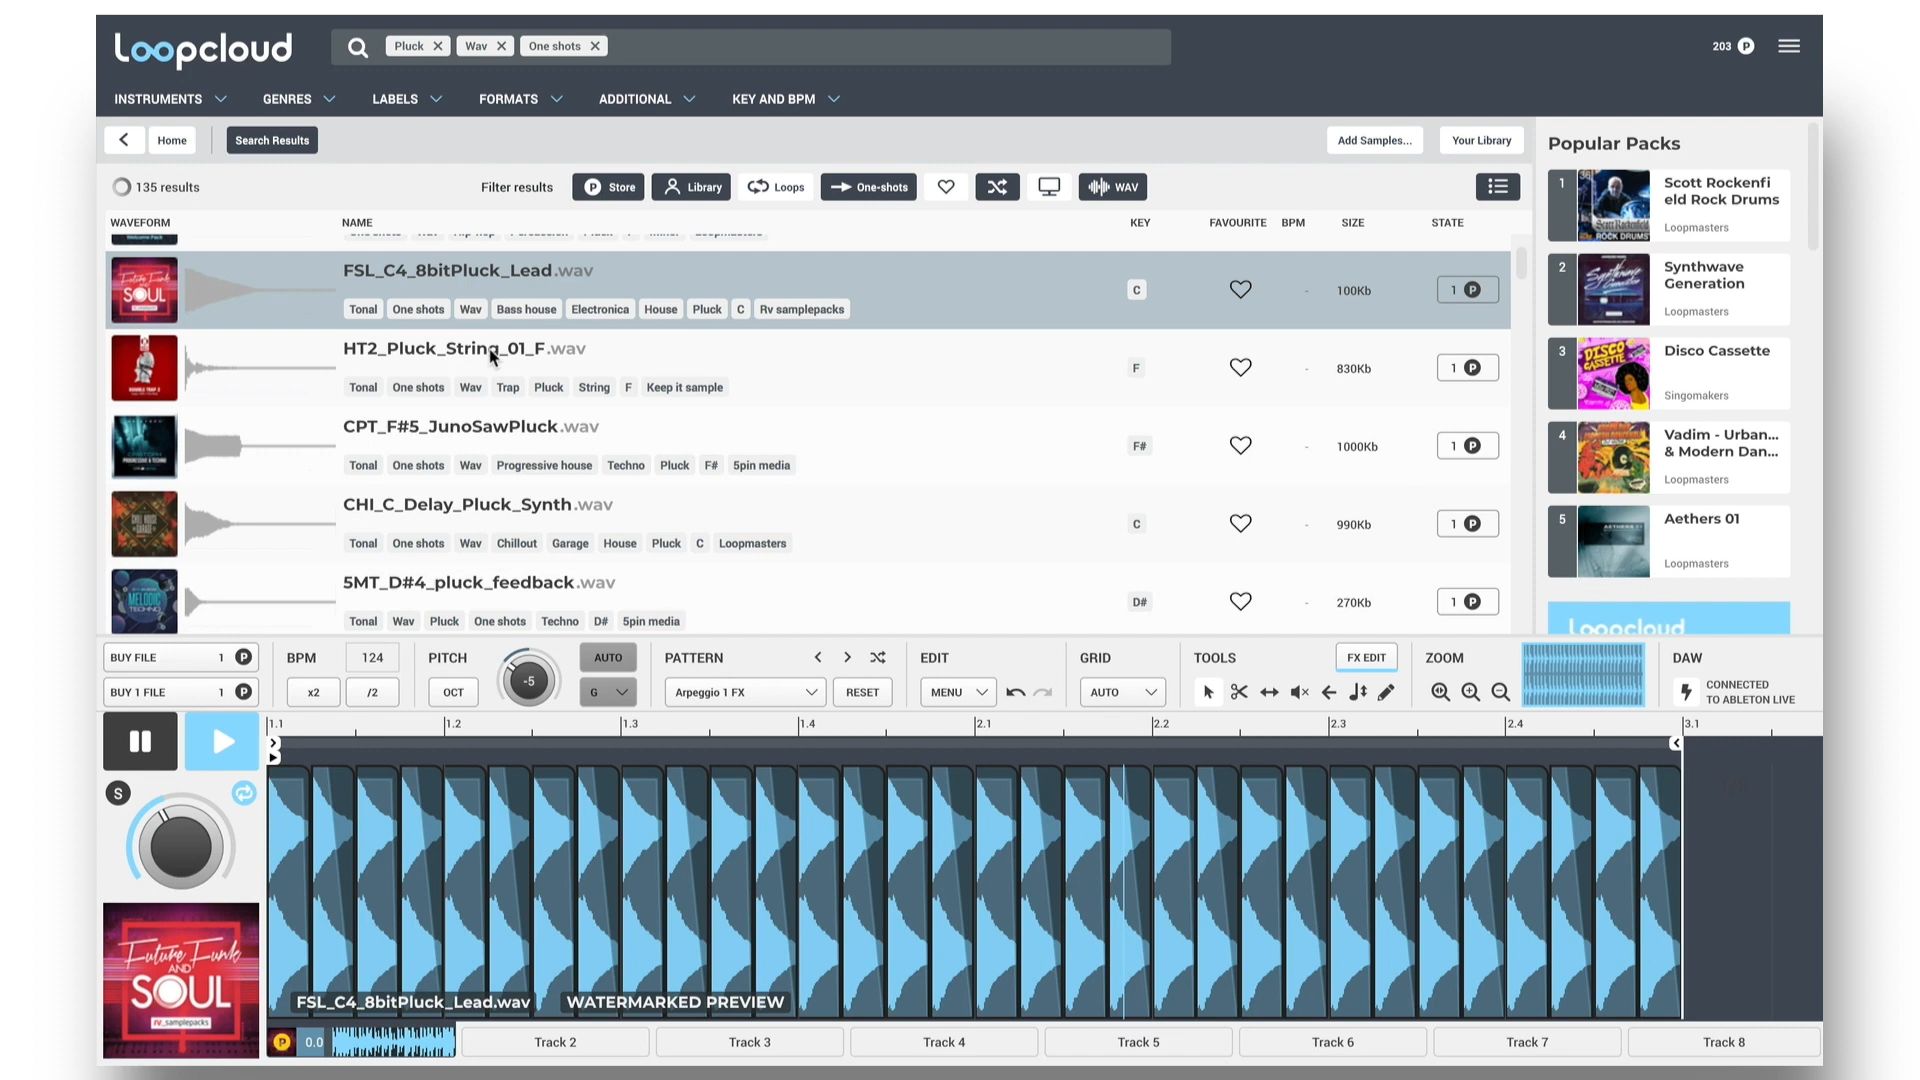 loopcloud
Pluck Wav One shots
203 P
INSTRUMENTS GENRES LABELS FORMATS ADDITIONAL KEY AND BPM
Home Search Results Add Samples... Your Library
135 results Filter results Store Library Loops One-shots WAV
WAVEFORM NAME KEY FAVOURITE BPM SIZE STATE
FSL_C4_8bitPluck_Lead.wav
Tonal One shots Wav Bass house Electronica House Pluck C Rv samplepacks
C - 100Kb 1 P
HT2_Pluck_String_01_F.wav
Tonal One shots Wav Trap Pluck String F Keep it sample
F - 830Kb 1 P
CPT_F#5_JunoSawPluck.wav
Tonal One shots Wav Progressive house Techno Pluck F# 5pin media
F# - 1000Kb 1 P
CHI_C_Delay_Pluck_Synth.wav
Tonal One shots Wav Chillout Garage House Pluck C Loopmasters
C - 990Kb 1 P
5MT_D#4_pluck_feedback.wav
Tonal Wav Pluck One shots Techno D# 5pin media
D# - 270Kb 1 P
Popular Packs
1 Scott Rockenfi
eld Rock Drums
Loopmasters
ROCK DRUMS
2 Synthwave
Generation
Loopmasters
3 Disco Cassette
Singomakers
DISCO
CASSETTE
4 Vadim - Urban...
& Modern Dan...
Loopmasters
5 Aethers 01
Loopmasters
Loopcloud
BUY FILE 1 P BPM 124 PITCH -5 AUTO PATTERN EDIT GRID TOOLS FX EDIT ZOOM DAW
BUY 1 FILE 1 P x2 /2 OCT G Arpeggio 1 FX RESET MENU AUTO CONNECTED
TO ABLETON LIVE
1.1 1.2 1.3 1.4 2.1 2.2 2.3 2.4 3.1
S
Future Funk
AND
SOUL
rv_samplepacks
FSL_C4_8bitPluck_Lead.wav WATERMARKED PREVIEW
P 0.0 Track 2 Track 3 Track 4 Track 5 Track 6 Track 7 Track 8